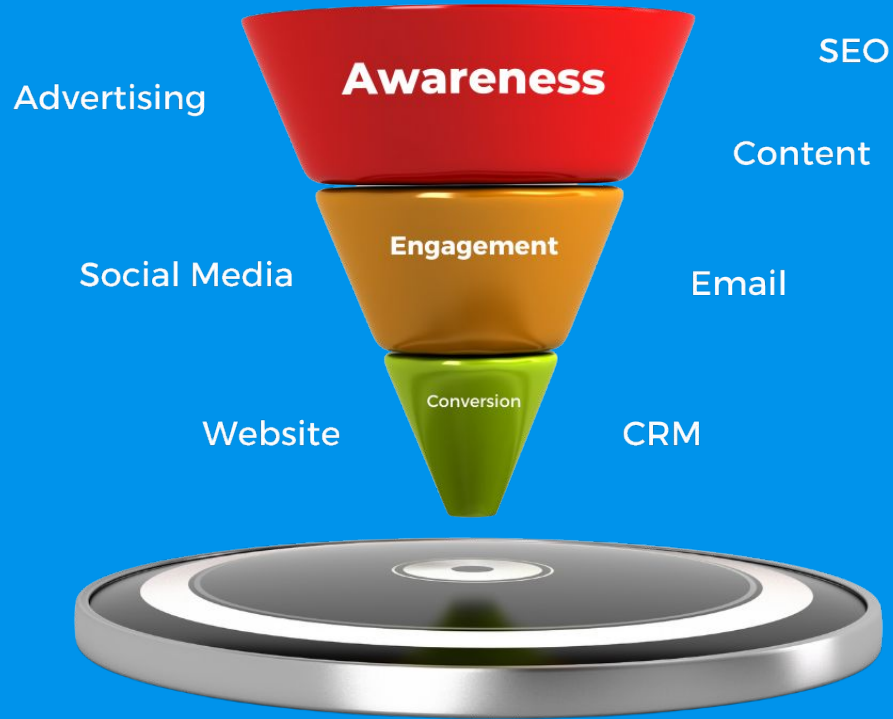 SEO
Awareness
Advertising
Content
Engagement
Social Media
Email
Conversion
Website
CRM